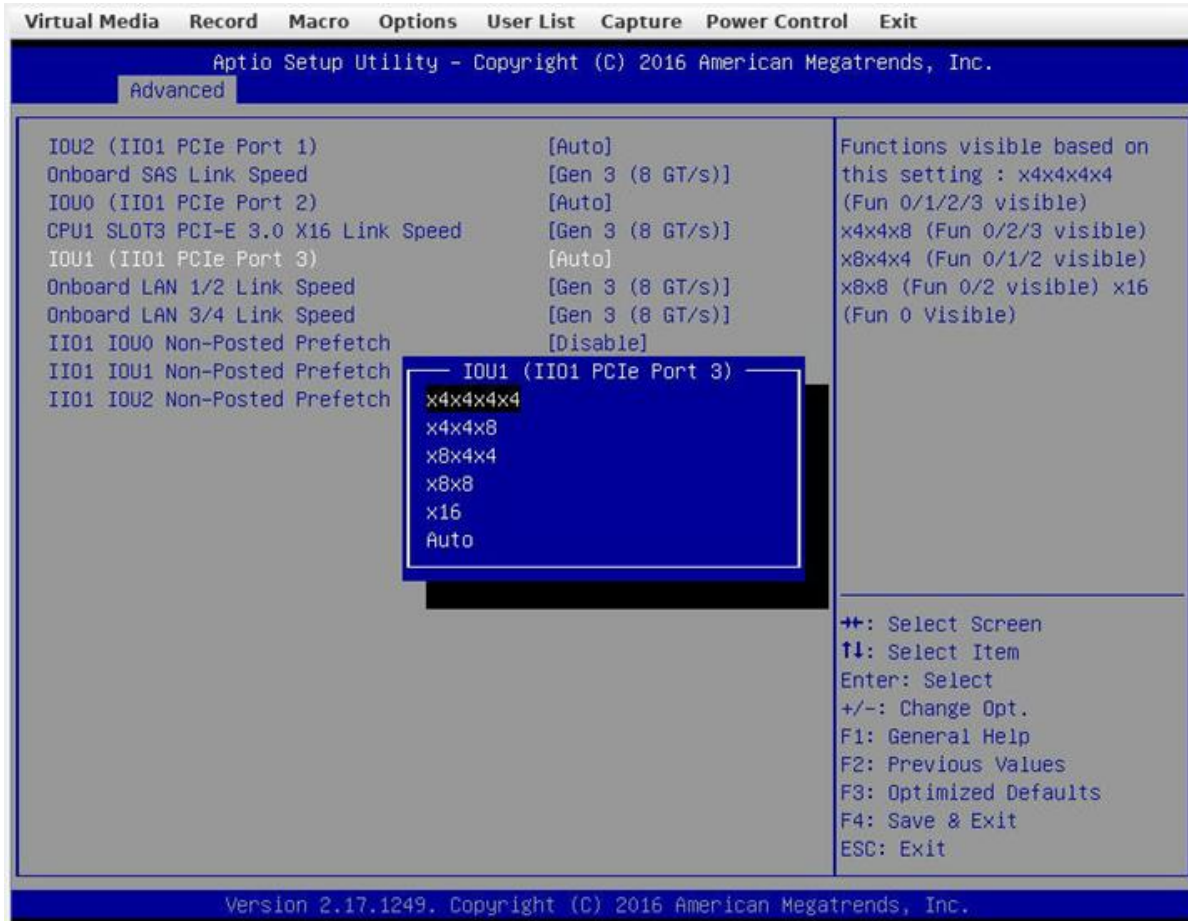 Virtual Media Record Macro Options User List Capture Power Control Exit
Aptio Setup Utility – Copyright (C) 2016 American Megatrends, Inc.
Advanced
IOU2 (IIO1 PCIe Port 1) [Auto]
Onboard SAS Link Speed [Gen 3 (8 GT/s)]
IOU0 (IIO1 PCIe Port 2) [Auto]
CPU1 SLOT3 PCI-E 3.0 X16 Link Speed [Gen 3 (8 GT/s)]
IOU1 (IIO1 PCIe Port 3) [Auto]
Onboard LAN 1/2 Link Speed [Gen 3 (8 GT/s)]
Onboard LAN 3/4 Link Speed [Gen 3 (8 GT/s)]
IIO1 IOU0 Non-Posted Prefetch [Disable]
IIO1 IOU1 Non-Posted Prefetch
IIO1 IOU2 Non-Posted Prefetch
IOU1 (IIO1 PCIe Port 3)
x4x4x4x4
x4x4x8
x8x4x4
x8x8
x16
Auto
Functions visible based on
this setting : x4x4x4x4
(Fun 0/1/2/3 visible)
x4x4x8 (Fun 0/2/3 visible)
x8x4x4 (Fun 0/1/2 visible)
x8x8 (Fun 0/2 visible) x16
(Fun 0 Visible)
→←: Select Screen
↑↓: Select Item
Enter: Select
+/-: Change Opt.
F1: General Help
F2: Previous Values
F3: Optimized Defaults
F4: Save & Exit
ESC: Exit
Version 2.17.1249. Copyright (C) 2016 American Megatrends, Inc.